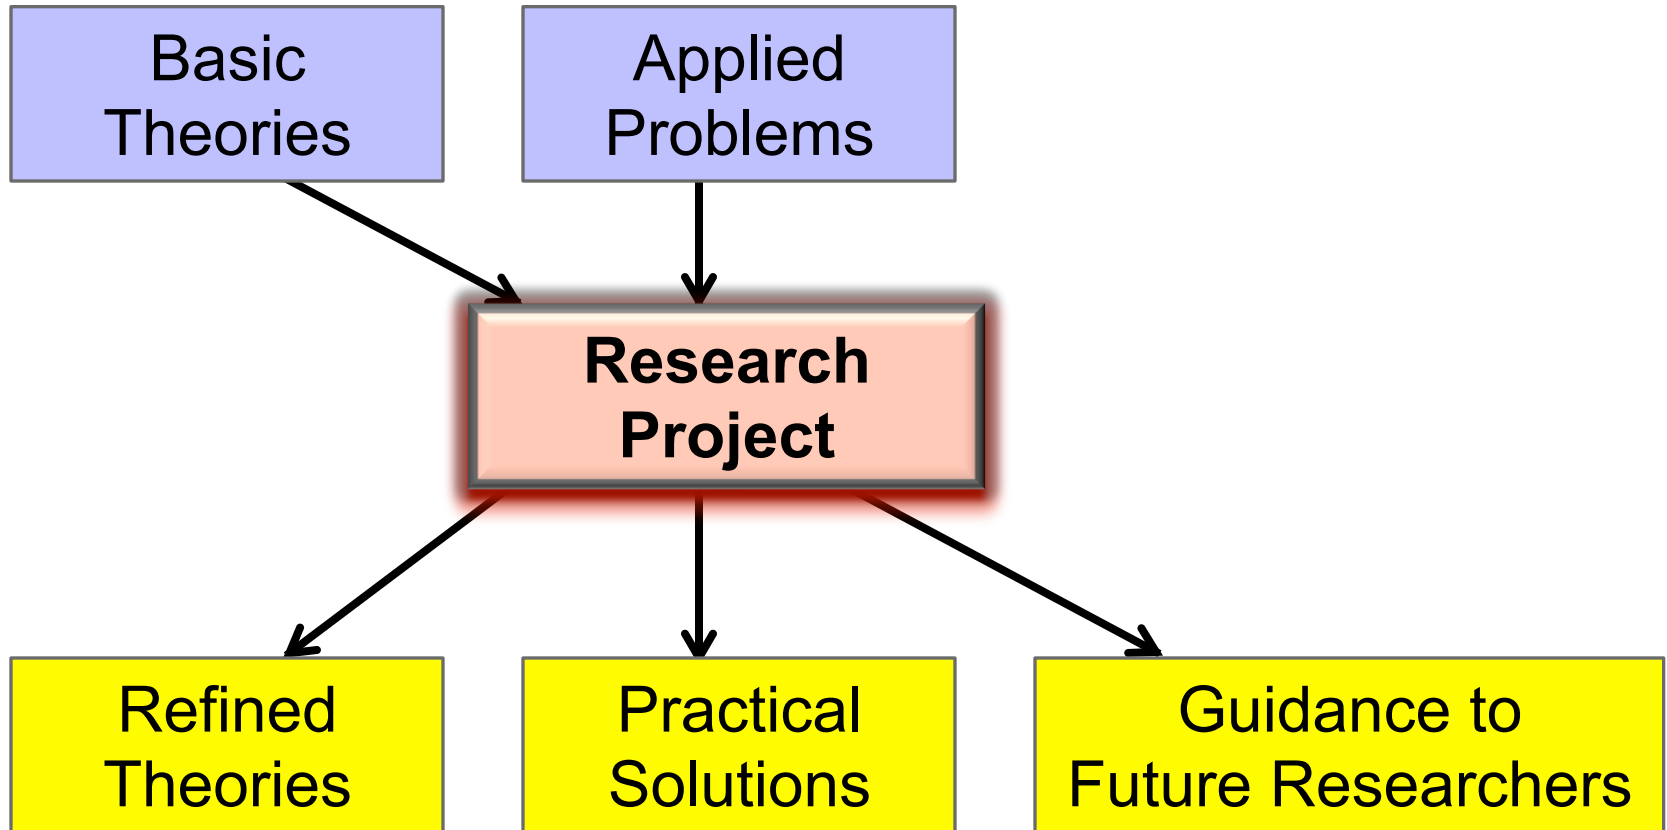 Basic
Theories
Applied
Problems
Research
Project
Refined
Theories
Practical
Solutions
Guidance to
Future Researchers